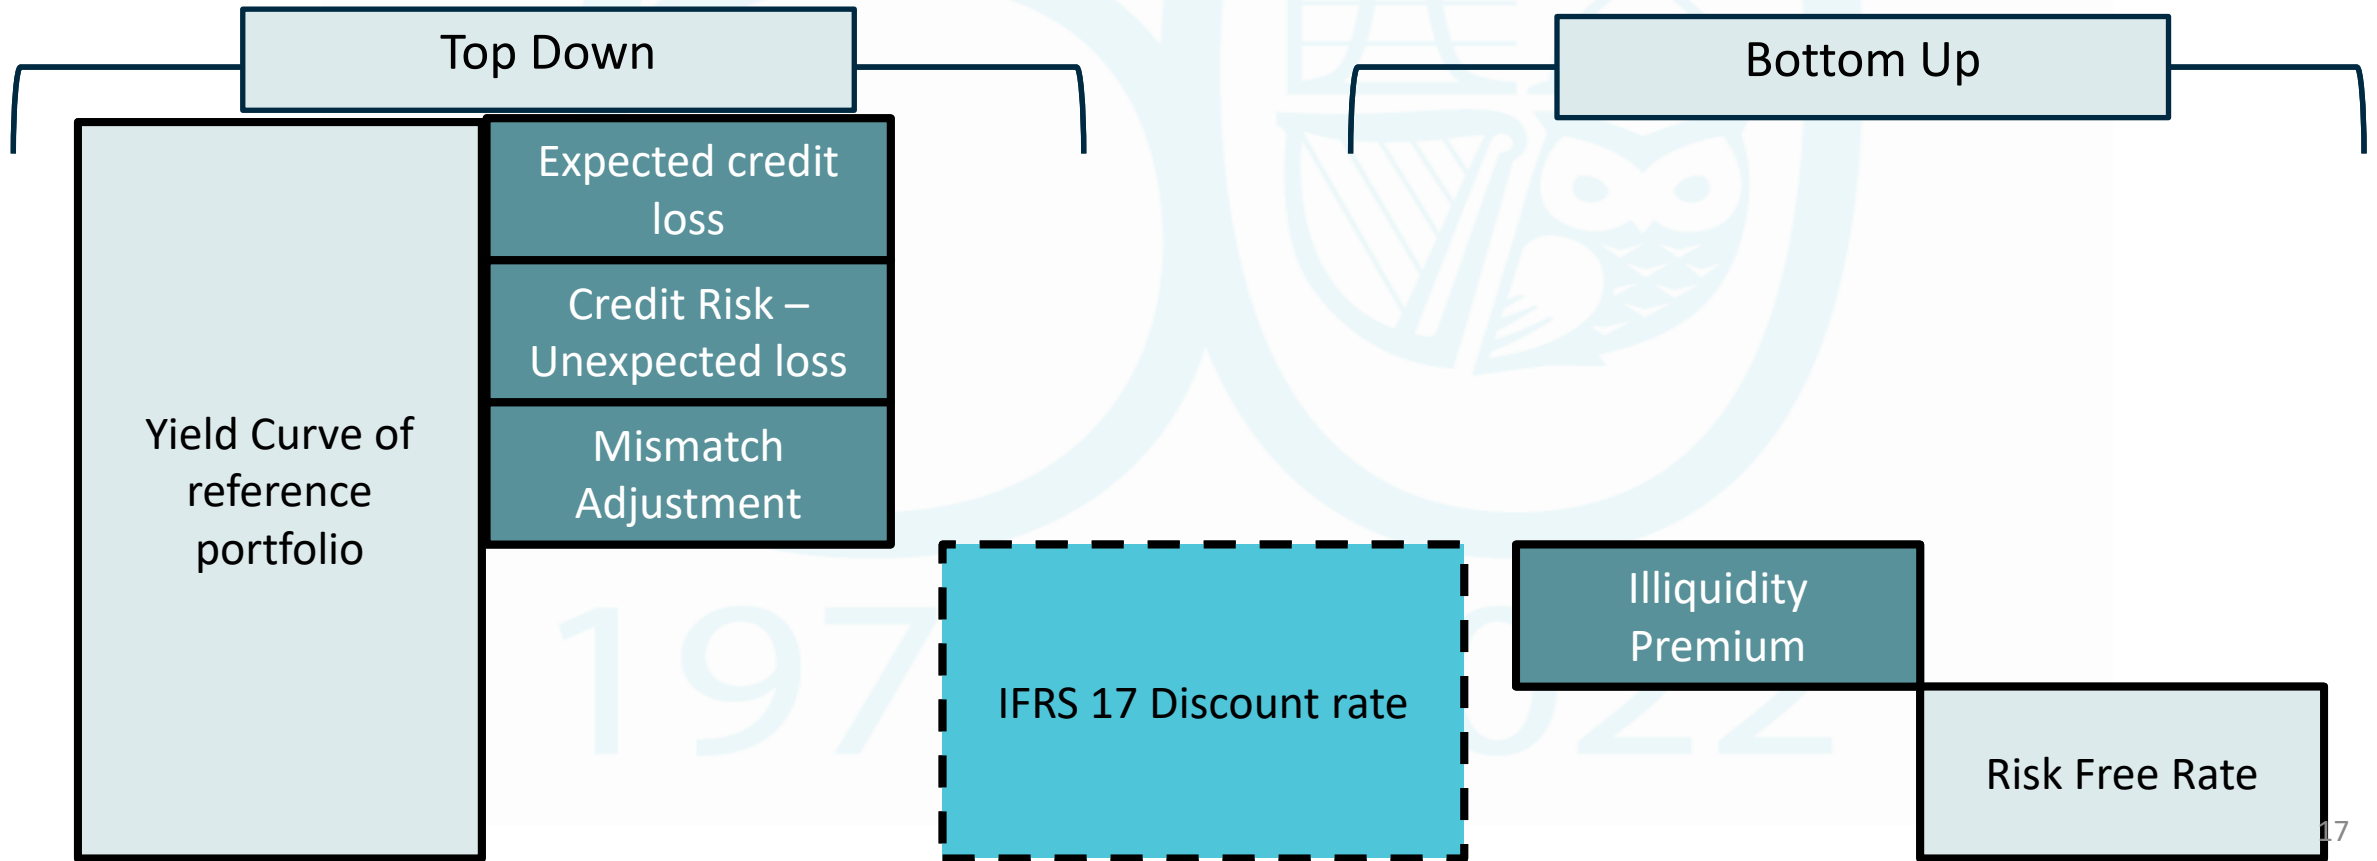 Top Down
Bottom Up
Expected credit
loss
Credit Risk –
Unexpected loss
Mismatch
Adjustment
Yield Curve of
reference
portfolio
IFRS 17 Discount rate
Illiquidity
Premium
Risk Free Rate
17